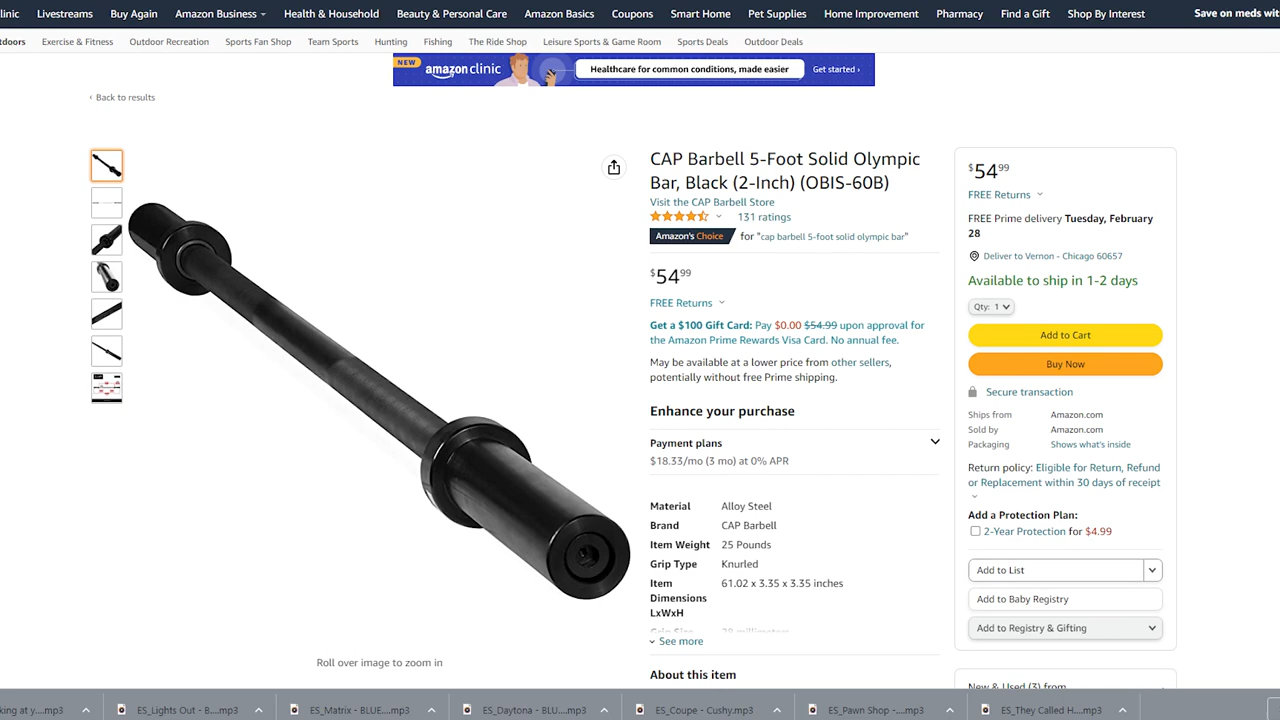 linic Livestreams Buy Again Amazon Business Health & Household Beauty & Personal Care Amazon Basics Coupons Smart Home Pet Supplies Home Improvement Pharmacy Find a Gift Shop By Interest Save on meds wit
tdoors Exercise & Fitness Outdoor Recreation Sports Fan Shop Team Sports Hunting Fishing The Ride Shop Leisure Sports & Game Room Sports Deals Outdoor Deals
NEW amazon clinic Healthcare for common conditions, made easier Get started ›
‹ Back to results
CAP Barbell 5-Foot Solid Olympic
Bar, Black (2-Inch) (OBIS-60B)
Visit the CAP Barbell Store
131 ratings
Amazon's Choice for "cap barbell 5-foot solid olympic bar"
$54 99
FREE Returns
Get a $100 Gift Card: Pay $0.00 $54.99 upon approval for
the Amazon Prime Rewards Visa Card. No annual fee.
May be available at a lower price from other sellers,
potentially without free Prime shipping.
Enhance your purchase
Payment plans
$18.33/mo (3 mo) at 0% APR
Material Alloy Steel
Brand CAP Barbell
Item Weight 25 Pounds
Grip Type Knurled
Item 61.02 x 3.35 x 3.35 inches
Dimensions
LxWxH
Grip Size 28 millimeters
See more
About this item
Roll over image to zoom in
$54 99
FREE Returns
FREE Prime delivery Tuesday, February
28
Deliver to Vernon - Chicago 60657
Available to ship in 1-2 days
Qty: 1
Add to Cart
Buy Now
Secure transaction
Ships from Amazon.com
Sold by Amazon.com
Packaging Shows what's inside
Return policy: Eligible for Return, Refund
or Replacement within 30 days of receipt
Add a Protection Plan:
2-Year Protection for $4.99
Add to List
Add to Baby Registry
Add to Registry & Gifting
New & Used (3) from
king at y....mp3 ES_Lights Out - B....mp3 ES_Matrix - BLUE....mp3 ES_Daytona - BLU....mp3 ES_Coupe - Cushy.mp3 ES_Pawn Shop -....mp3 ES_They Called H....mp3